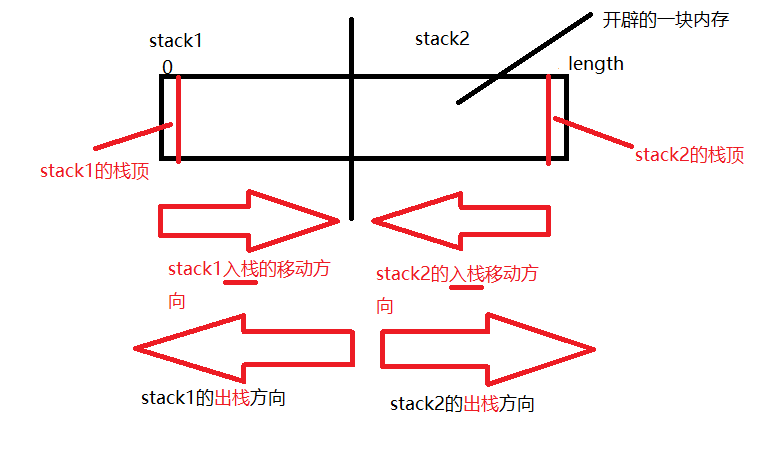 开辟的一块内存
stack1
stack2
0
length
stack1的栈顶
stack2的栈顶
stack1入栈的移动方
向
stack2的入栈移动方
向
stack1的出栈方向
stack2的出栈方向